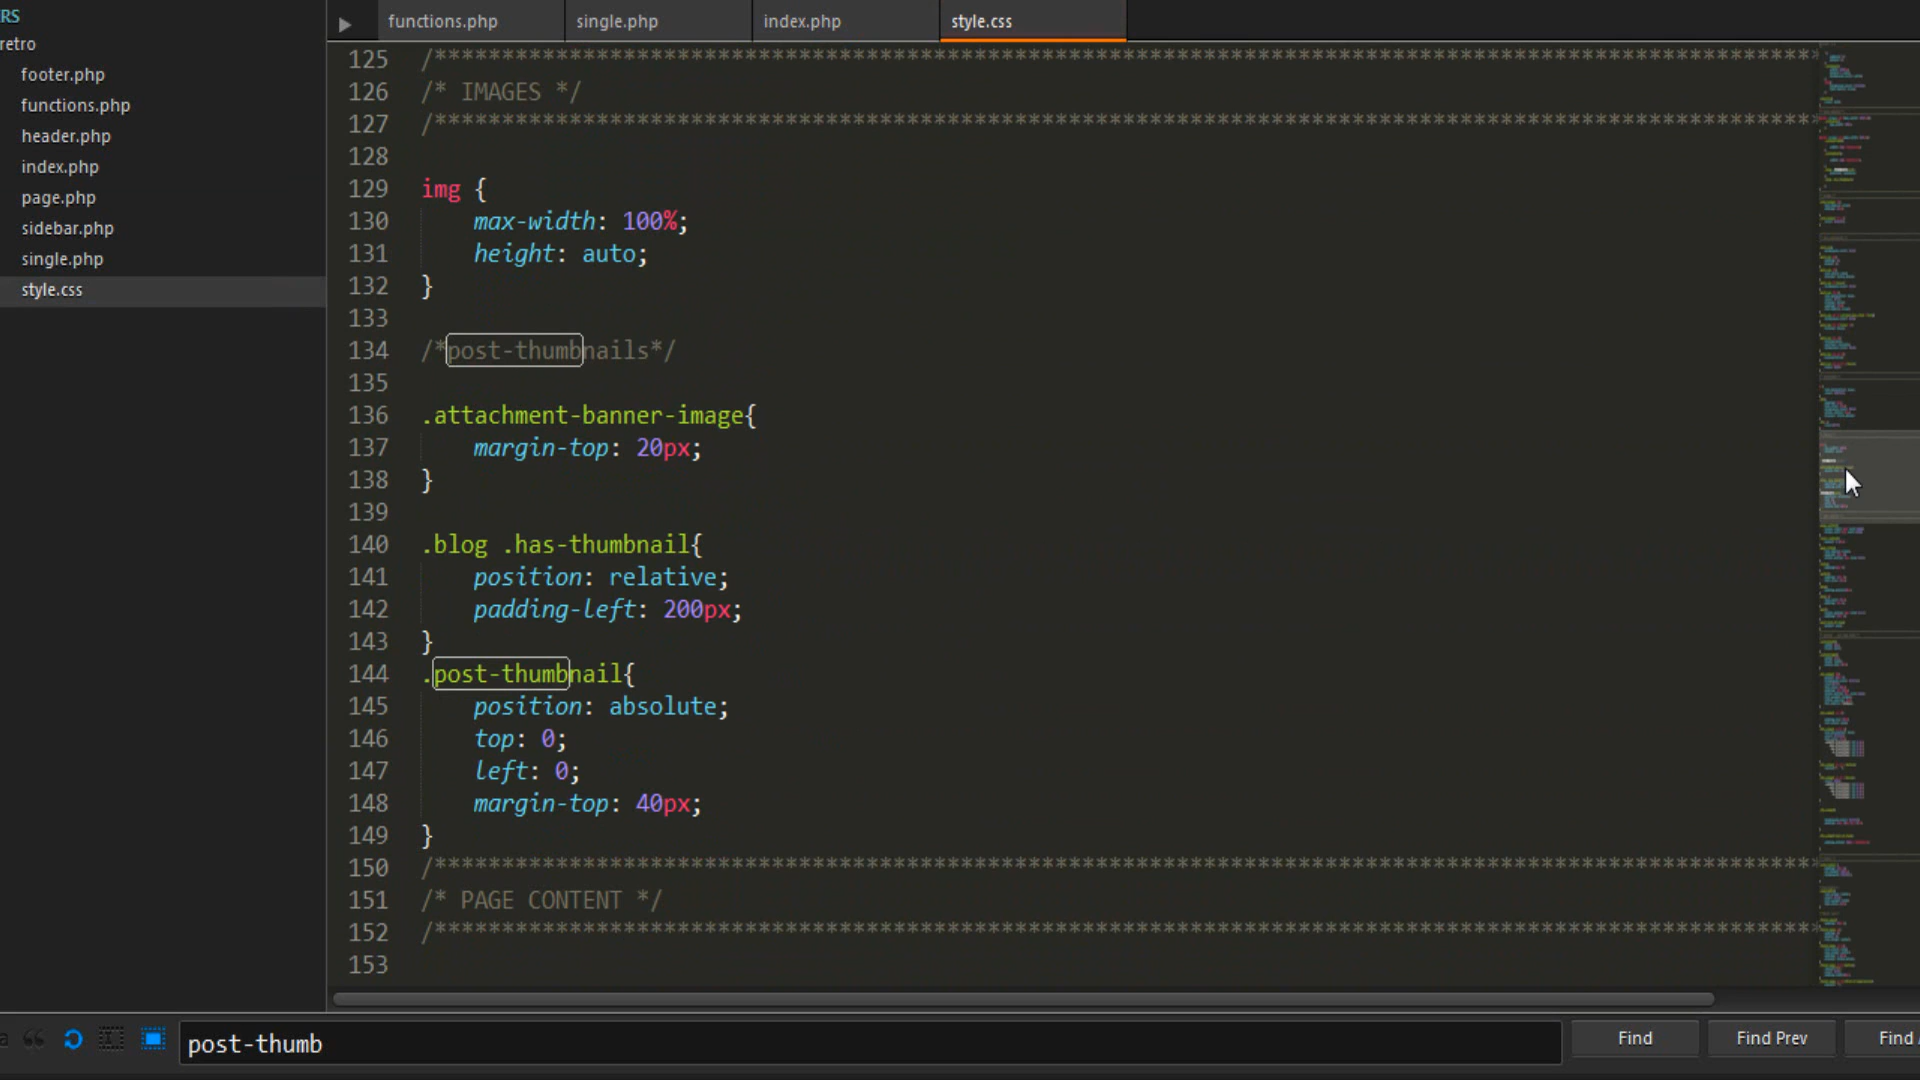 RS
retro
footer.php
functions.php
header.php
index.php
page.php
sidebar.php
single.php
style.css
functions.php
single.php
index.php
style.css
125 /*******************************************************************************************************
126 /* IMAGES */
127 /*******************************************************************************************************
128
129 img {
130 max-width: 100%;
131 height: auto;
132 }
133
134 /*post-thumbnails*/
135
136 .attachment-banner-image{
137 margin-top: 20px;
138 }
139
140 .blog .has-thumbnail{
141 position: relative;
142 padding-left: 200px;
143 }
144 .post-thumbnail{
145 position: absolute;
146 top: 0;
147 left: 0;
148 margin-top: 40px;
149 }
150 /*******************************************************************************************************
151 /* PAGE CONTENT */
152 /*******************************************************************************************************
153
post-thumb
Find
Find Prev
Find